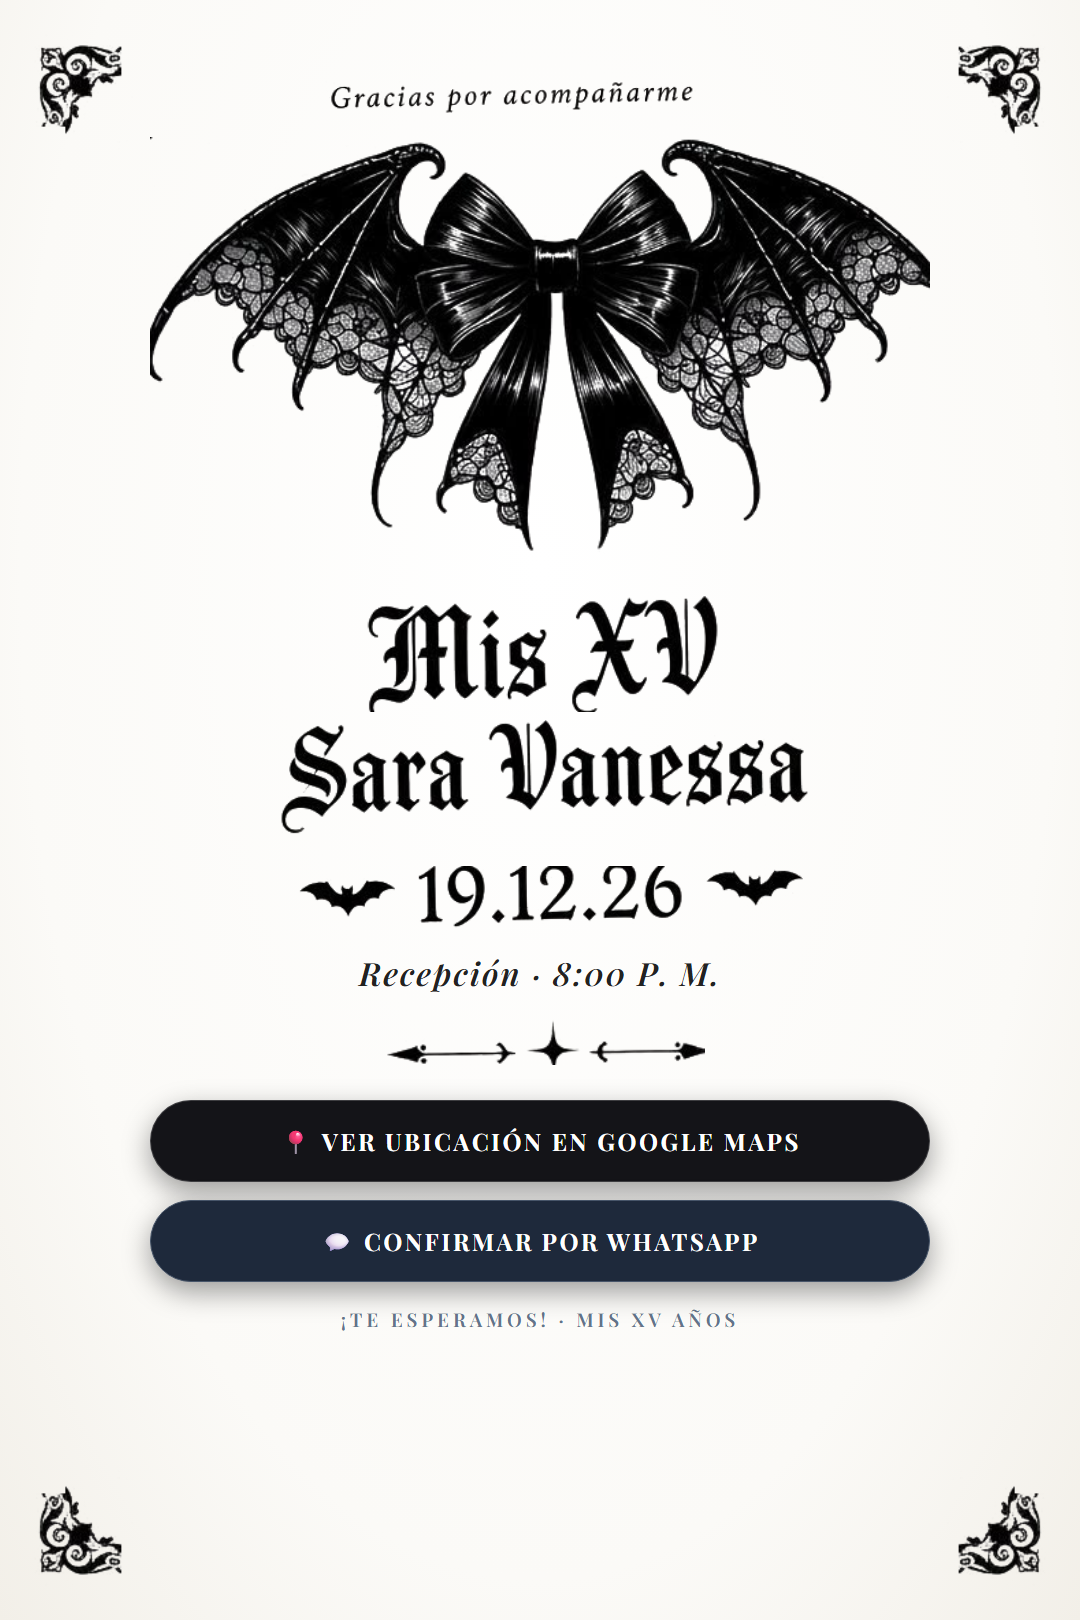 Gracias por acompañarme
Mis XV
Sara Vanessa
19.12.26
Recepción · 8:00 P. M.
VER UBICACIÓN EN GOOGLE MAPS
CONFIRMAR POR WHATSAPP
¡TE ESPERAMOS! · MIS XV AÑOS